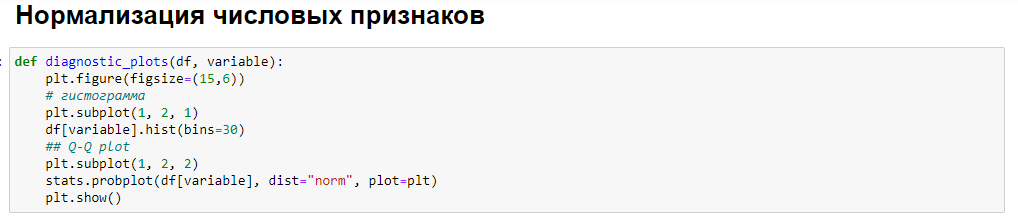 Нормализация числовых признаков
: def diagnostic_plots(df, variable):
    plt.figure(figsize=(15,6))
    # гистограмма
    plt.subplot(1, 2, 1)
    df[variable].hist(bins=30)
    ## Q-Q plot
    plt.subplot(1, 2, 2)
    stats.probplot(df[variable], dist="norm", plot=plt)
    plt.show()